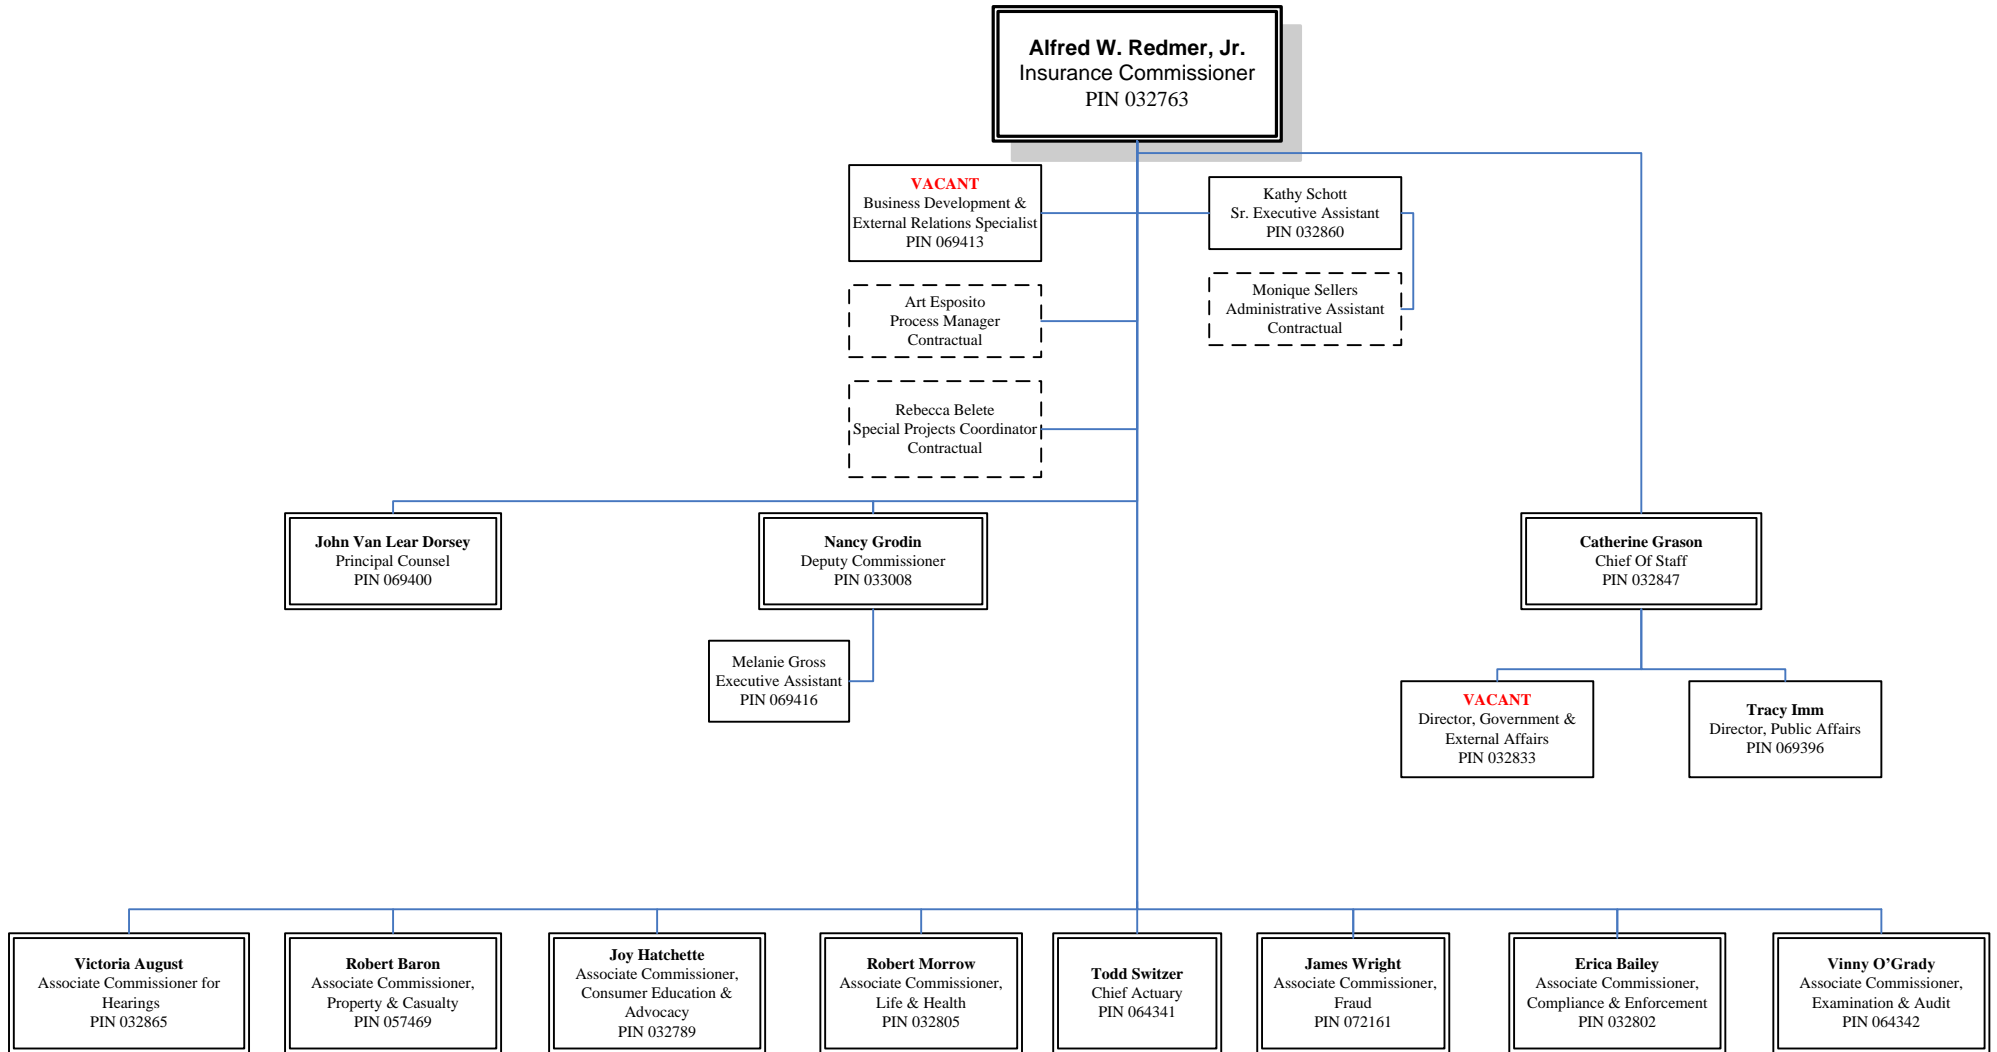 Alfred W. Redmer, Jr.
Insurance Commissioner
PIN 032763
VACANT
Business Development &
External Relations Specialist
PIN 069413
Kathy Schott
Sr. Executive Assistant
PIN 032860
Art Esposito
Process Manager
Contractual
Monique Sellers
Administrative Assistant
Contractual
Rebecca Belete
Special Projects Coordinator
Contractual
John Van Lear Dorsey
Principal Counsel
PIN 069400
Nancy Grodin
Deputy Commissioner
PIN 033008
Catherine Grason
Chief Of Staff
PIN 032847
Melanie Gross
Executive Assistant
PIN 069416
VACANT
Director, Government &
External Affairs
PIN 032833
Tracy Imm
Director, Public Affairs
PIN 069396
Victoria August
Associate Commissioner for
Hearings
PIN 032865
Robert Baron
Associate Commissioner,
Property & Casualty
PIN 057469
Joy Hatchette
Associate Commissioner,
Consumer Education &
Advocacy
PIN 032789
Robert Morrow
Associate Commissioner,
Life & Health
PIN 032805
Todd Switzer
Chief Actuary
PIN 064341
James Wright
Associate Commissioner,
Fraud
PIN 072161
Erica Bailey
Associate Commissioner,
Compliance & Enforcement
PIN 032802
Vinny O’Grady
Associate Commissioner,
Examination & Audit
PIN 064342